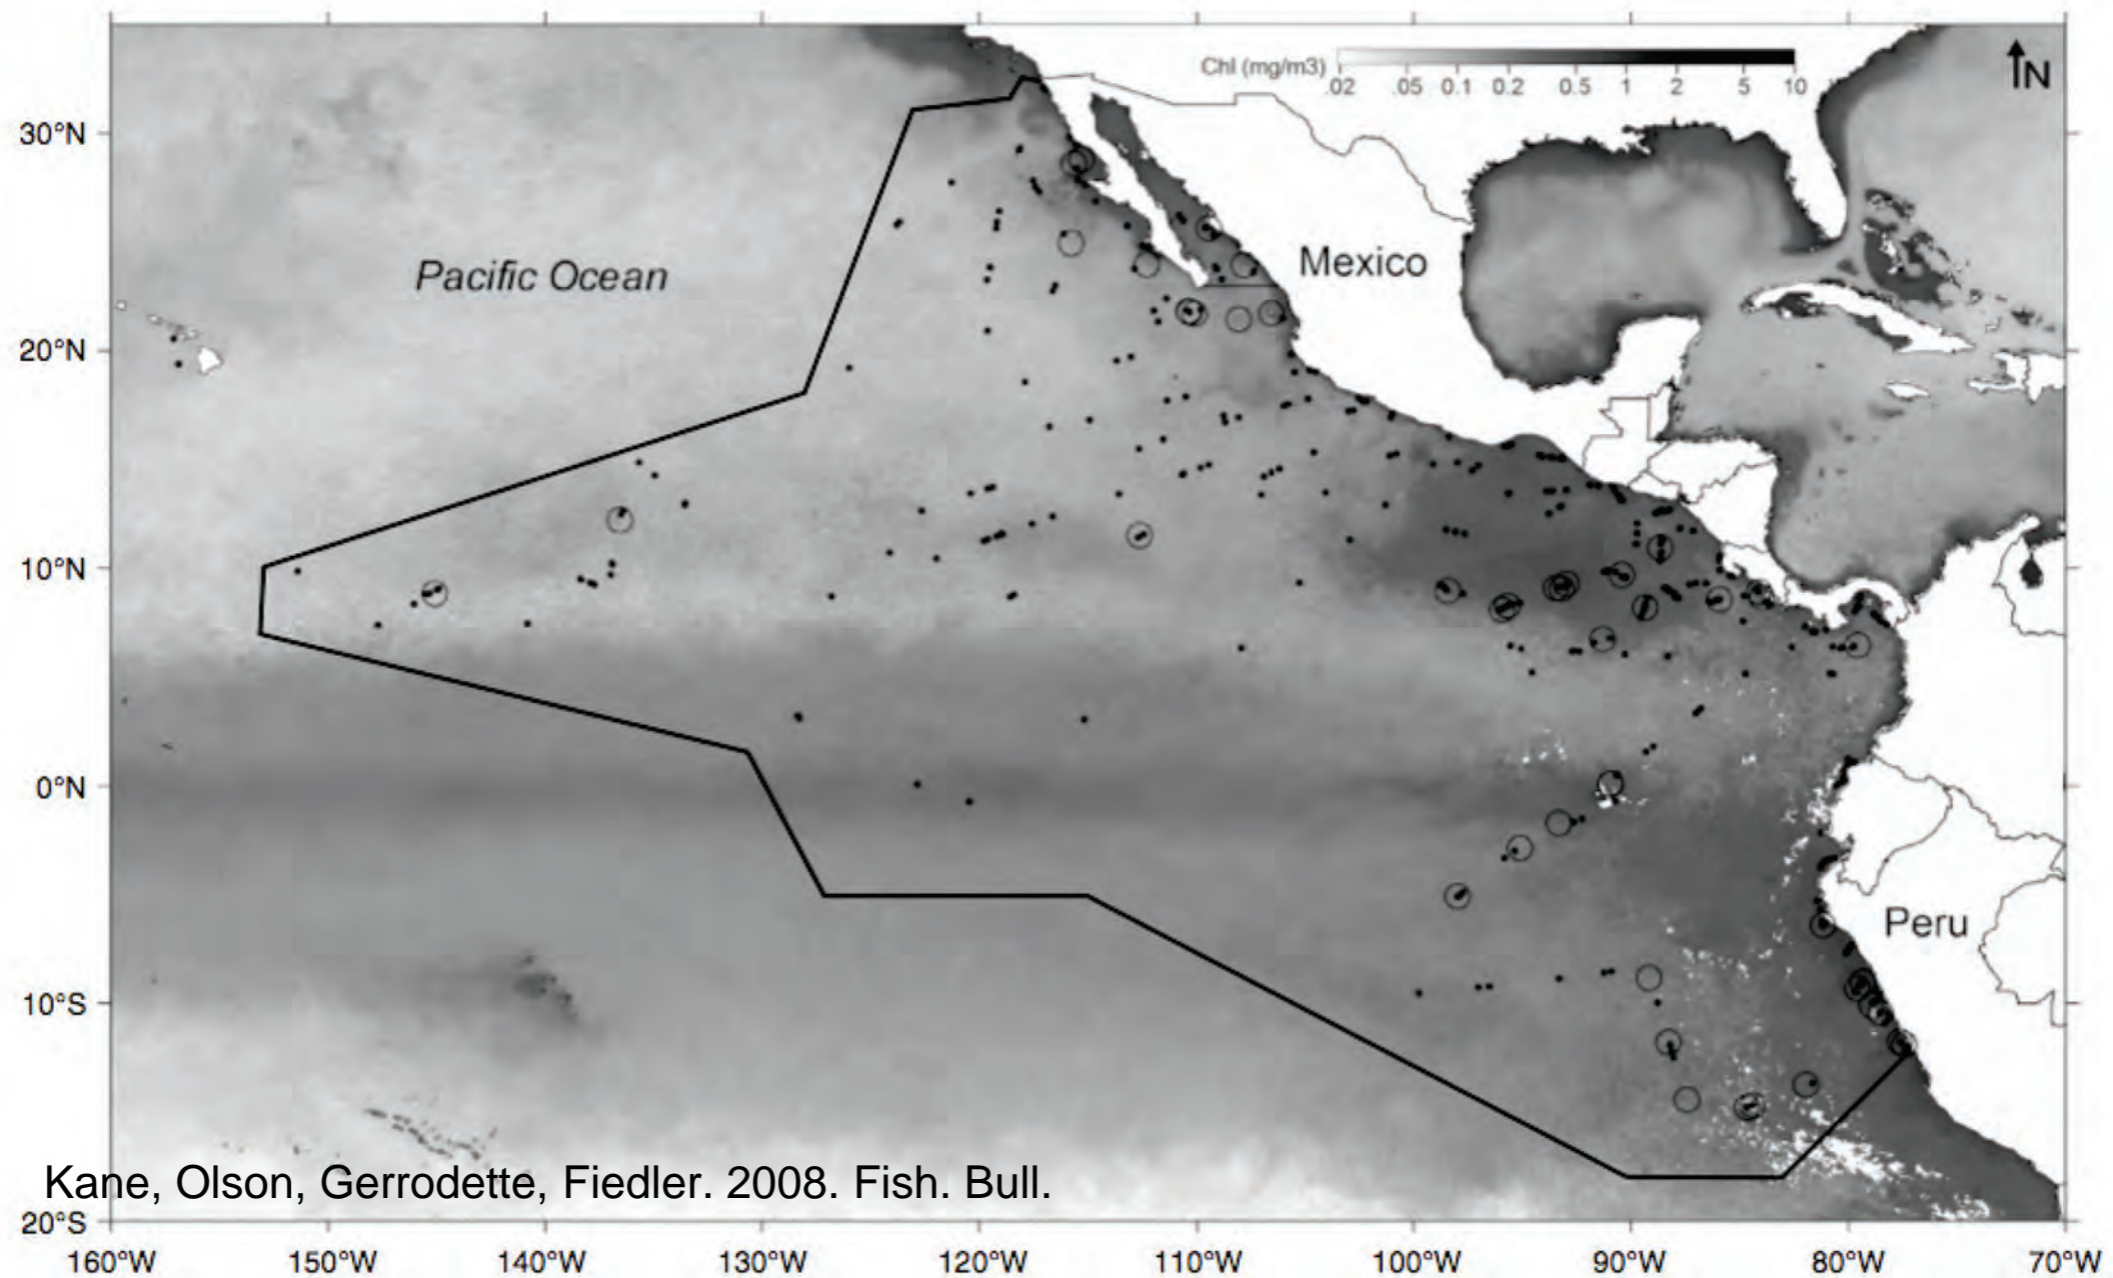 Chl (mg/m3)
.02 .05 0.1 0.2 0.5 1 2 5 10
N
30°N
Pacific Ocean
Mexico
20°N
10°N
0°N
Peru
10°S
Kane, Olson, Gerrodette, Fiedler. 2008. Fish. Bull.
20°S
160°W 150°W 140°W 130°W 120°W 110°W 100°W 90°W 80°W 70°W